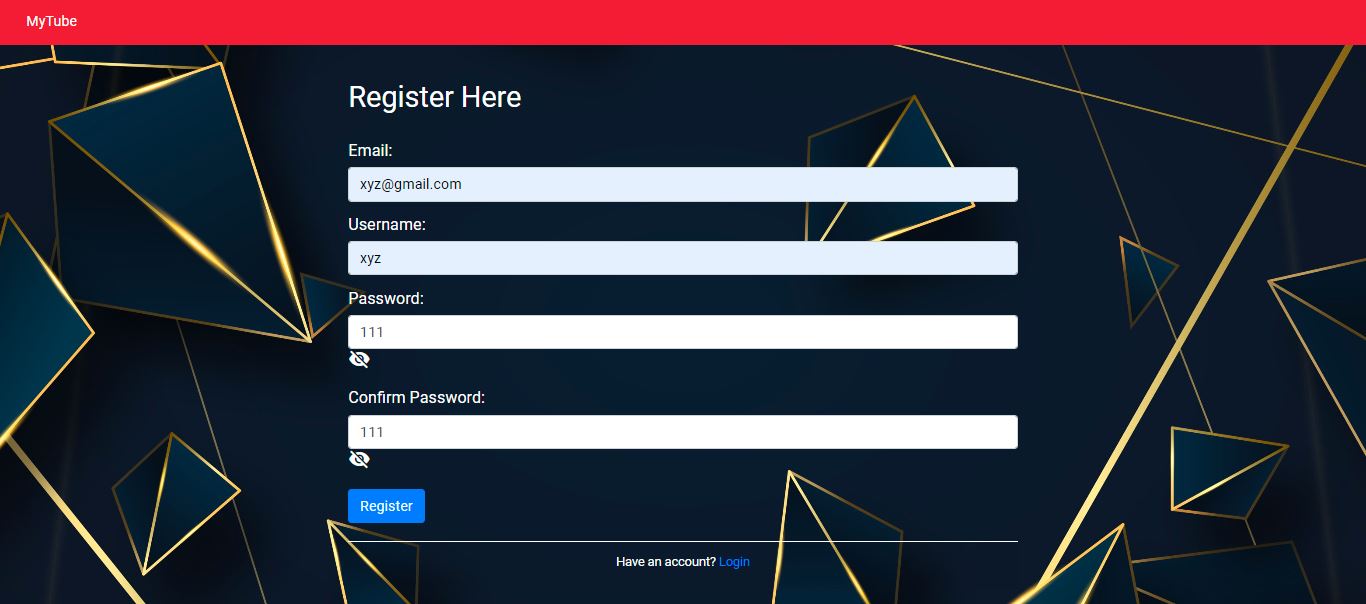 MyTube
Register Here
Email:
xyz@gmail.com
Username:
xyz
Password:
111
Confirm Password:
111
Register
Have an account? Login